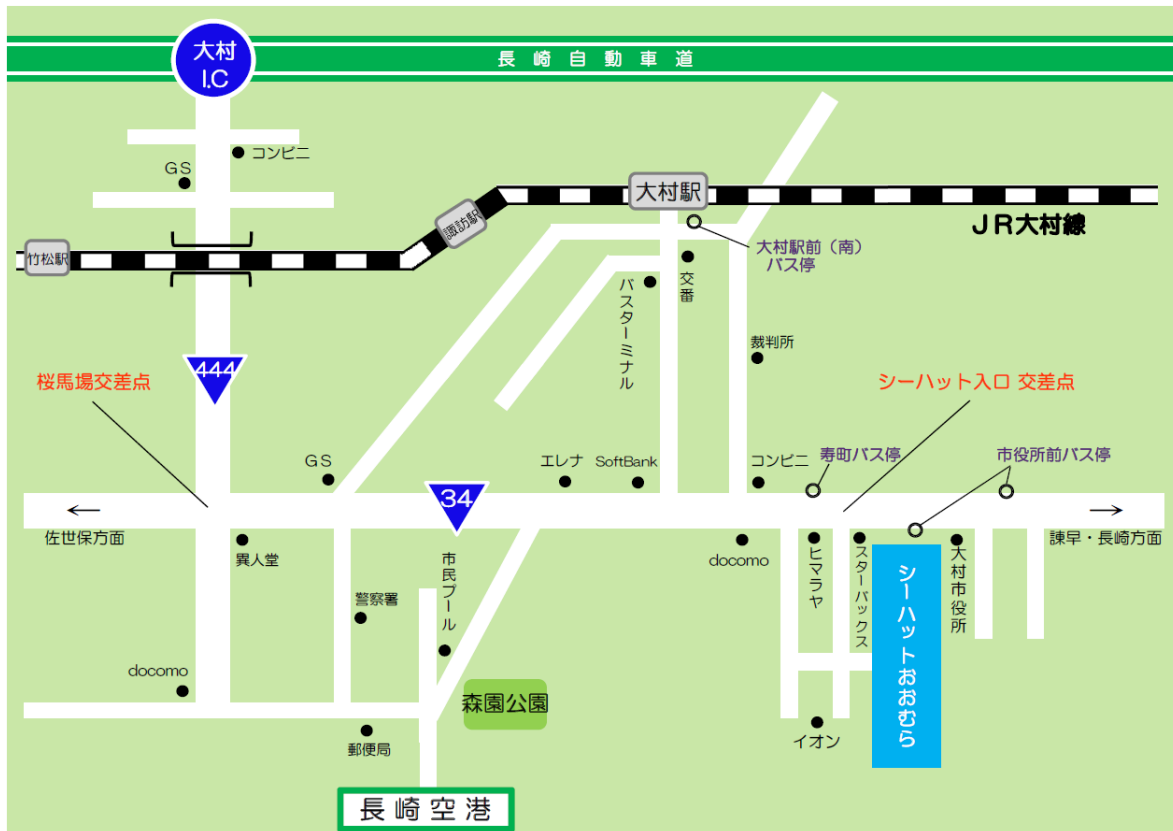 大村
I.C
長崎自動車道
コンビニ
GS
大村駅
諏訪駅
JR大村線
竹松駅
大村駅前（南）
バス停
交番
バスターミナル
裁判所
444
桜馬場交差点
シーハット入口 交差点
GS
エレナ
SoftBank
コンビニ
寿町バス停
市役所前バス停
34
←
佐世保方面
→
諫早・長崎方面
異人堂
市民プール
docomo
ヒマラヤ
スターバックス
シーハットおおむら
大村市役所
警察署
docomo
森園公園
郵便局
イオン
長崎空港